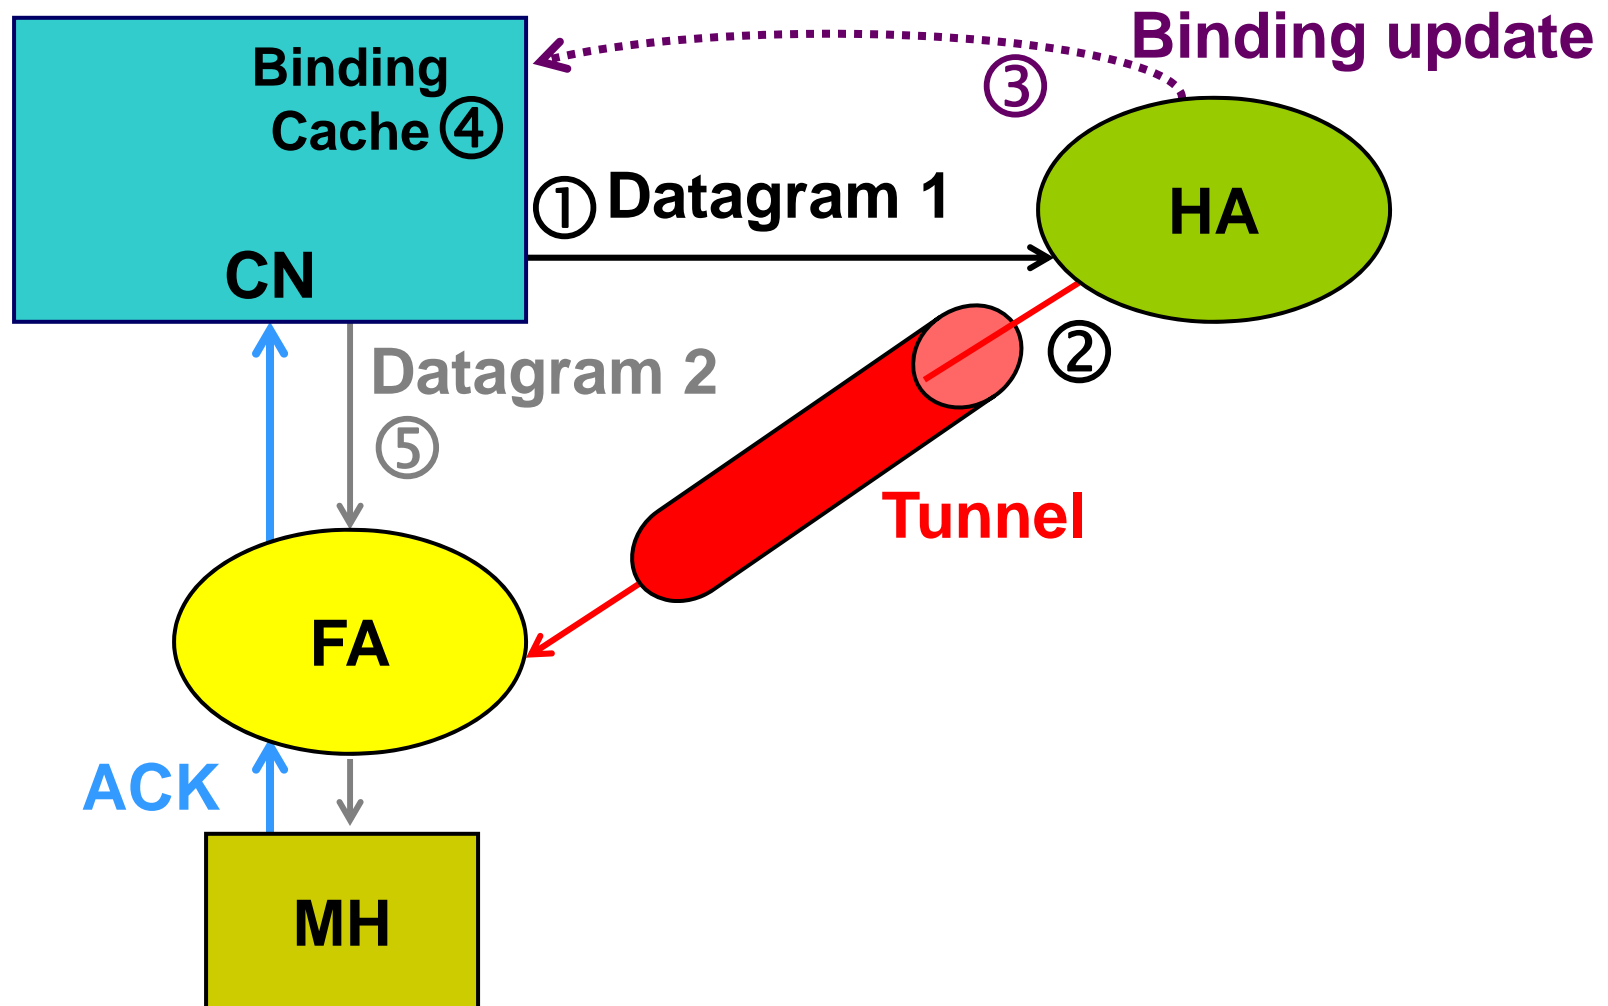 Binding update
Binding
Cache ④
③
① Datagram 1
HA
CN
②
Datagram 2
⑤
Tunnel
FA
ACK
MH